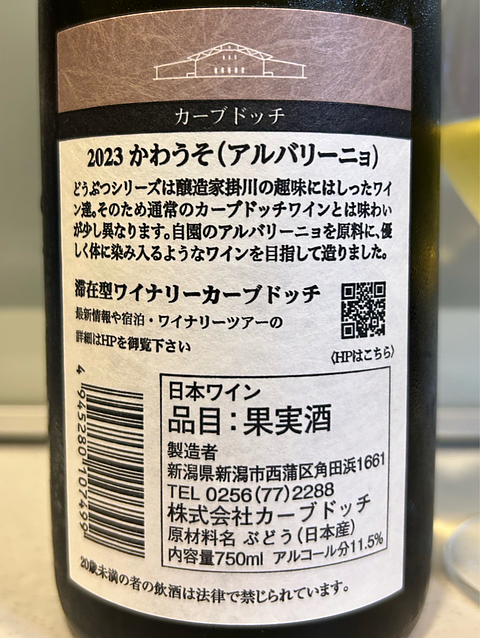 カーブドッチ
2023 かわうそ(アルバリーニョ)
どうぶつシリーズは醸造家掛川の趣味にはしったワイ
ン達。そのため通常のカーブドッチワインとは味わい
が少し異なります。自園のアルバリーニョを原料に、優
しく体に染み入るようなワインを目指して造りました。
滞在型ワイナリーカーブドッチ
最新情報や宿泊・ワイナリーツアーの
詳細はHPを御覧下さい
〈HPはこちら〉
4 945280 107499
日本ワイン
品目：果実酒
製造者
新潟県新潟市西蒲区角田浜1661
TEL 0256(77)2288
株式会社カーブドッチ
原材料名 ぶどう(日本産)
内容量750ml アルコール分11.5%
20歳未満の者の飲酒は法律で禁じられています。